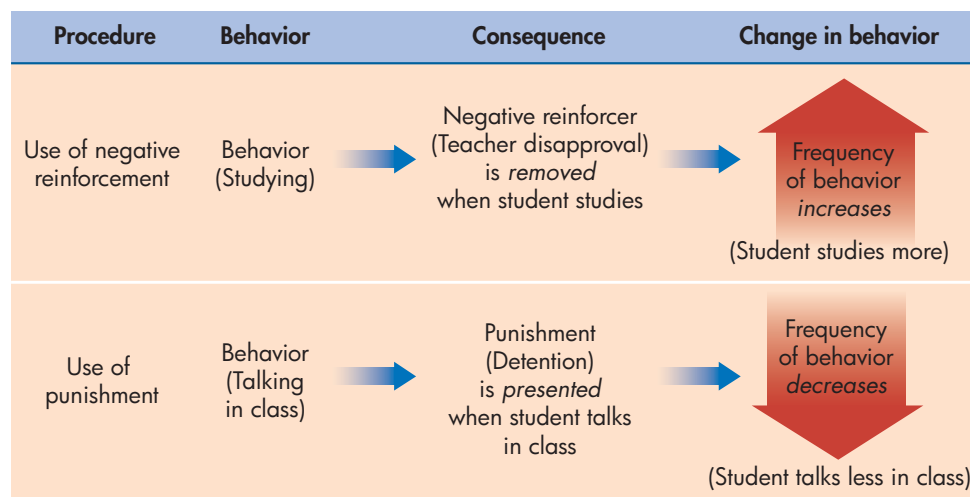 Procedure
Behavior
Consequence
Change in behavior
Use of negative
reinforcement
Behavior
(Studying)
Negative reinforcer
(Teacher disapproval)
is removed
when student studies
Frequency
of behavior
increases
(Student studies more)
Use of
punishment
Behavior
(Talking
in class)
Punishment
(Detention)
is presented
when student talks
in class
Frequency
of behavior
decreases
(Student talks less in class)